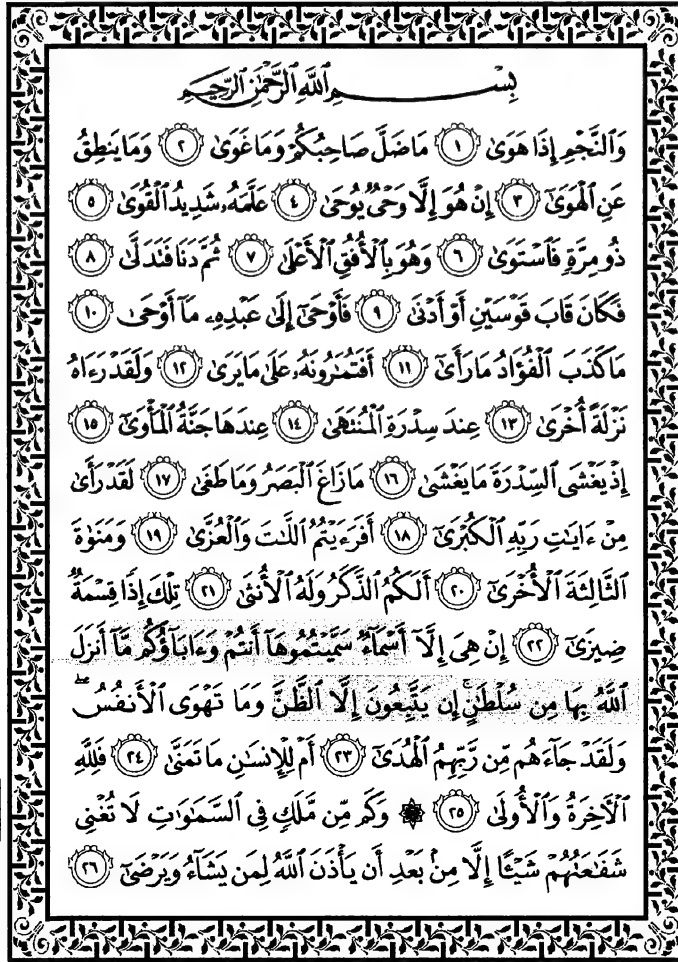 بِسْمِ ٱللَّهِ ٱلرَّحْمَٰنِ ٱلرَّحِيمِ
وَٱلنَّجْمِ إِذَا هَوَىٰ ١ مَا ضَلَّ صَاحِبُكُمْ وَمَا غَوَىٰ ٢ وَمَا يَنطِقُ
عَنِ ٱلْهَوَىٰٓ ٣ إِنْ هُوَ إِلَّا وَحْىٌ يُوحَىٰ ٤ عَلَّمَهُۥ شَدِيدُ ٱلْقُوَىٰ ٥
ذُو مِرَّةٍ فَٱسْتَوَىٰ ٦ وَهُوَ بِٱلْأُفُقِ ٱلْأَعْلَىٰ ٧ ثُمَّ دَنَا فَتَدَلَّىٰ ٨
فَكَانَ قَابَ قَوْسَيْنِ أَوْ أَدْنَىٰ ٩ فَأَوْحَىٰٓ إِلَىٰ عَبْدِهِۦ مَآ أَوْحَىٰ ١٠
مَا كَذَبَ ٱلْفُؤَادُ مَا رَأَىٰٓ ١١ أَفَتُمَٰرُونَهُۥ عَلَىٰ مَا يَرَىٰ ١٢ وَلَقَدْ رَءَاهُ
نَزْلَةً أُخْرَىٰ ١٣ عِندَ سِدْرَةِ ٱلْمُنتَهَىٰ ١٤ عِندَهَا جَنَّةُ ٱلْمَأْوَىٰٓ ١٥
إِذْ يَغْشَى ٱلسِّدْرَةَ مَا يَغْشَىٰ ١٦ مَا زَاغَ ٱلْبَصَرُ وَمَا طَغَىٰ ١٧ لَقَدْ رَأَىٰ
مِنْ ءَايَٰتِ رَبِّهِ ٱلْكُبْرَىٰٓ ١٨ أَفَرَءَيْتُمُ ٱللَّٰتَ وَٱلْعُزَّىٰ ١٩ وَمَنَوٰةَ
ٱلثَّالِثَةَ ٱلْأُخْرَىٰٓ ٢٠ أَلَكُمُ ٱلذَّكَرُ وَلَهُ ٱلْأُنثَىٰ ٢١ تِلْكَ إِذًا قِسْمَةٌ
ضِيزَىٰٓ ٢٢ إِنْ هِىَ إِلَّآ أَسْمَآءٌ سَمَّيْتُمُوهَآ أَنتُمْ وَءَابَآؤُكُم مَّآ أَنزَلَ
ٱللَّهُ بِهَا مِن سُلْطَٰنٍ ۚ إِن يَتَّبِعُونَ إِلَّا ٱلظَّنَّ وَمَا تَهْوَى ٱلْأَنفُسُ ۖ
وَلَقَدْ جَآءَهُم مِّن رَّبِّهِمُ ٱلْهُدَىٰٓ ٢٣ أَمْ لِلْإِنسَٰنِ مَا تَمَنَّىٰ ٢٤ فَلِلَّهِ
ٱلْأَخِرَةُ وَٱلْأُولَىٰ ٢٥ ۞ وَكَم مِّن مَّلَكٍ فِى ٱلسَّمَٰوَٰتِ لَا تُغْنِى
شَفَٰعَتُهُمْ شَيْـًٔا إِلَّا مِنۢ بَعْدِ أَن يَأْذَنَ ٱللَّهُ لِمَن يَشَآءُ وَيَرْضَىٰٓ ٢٦